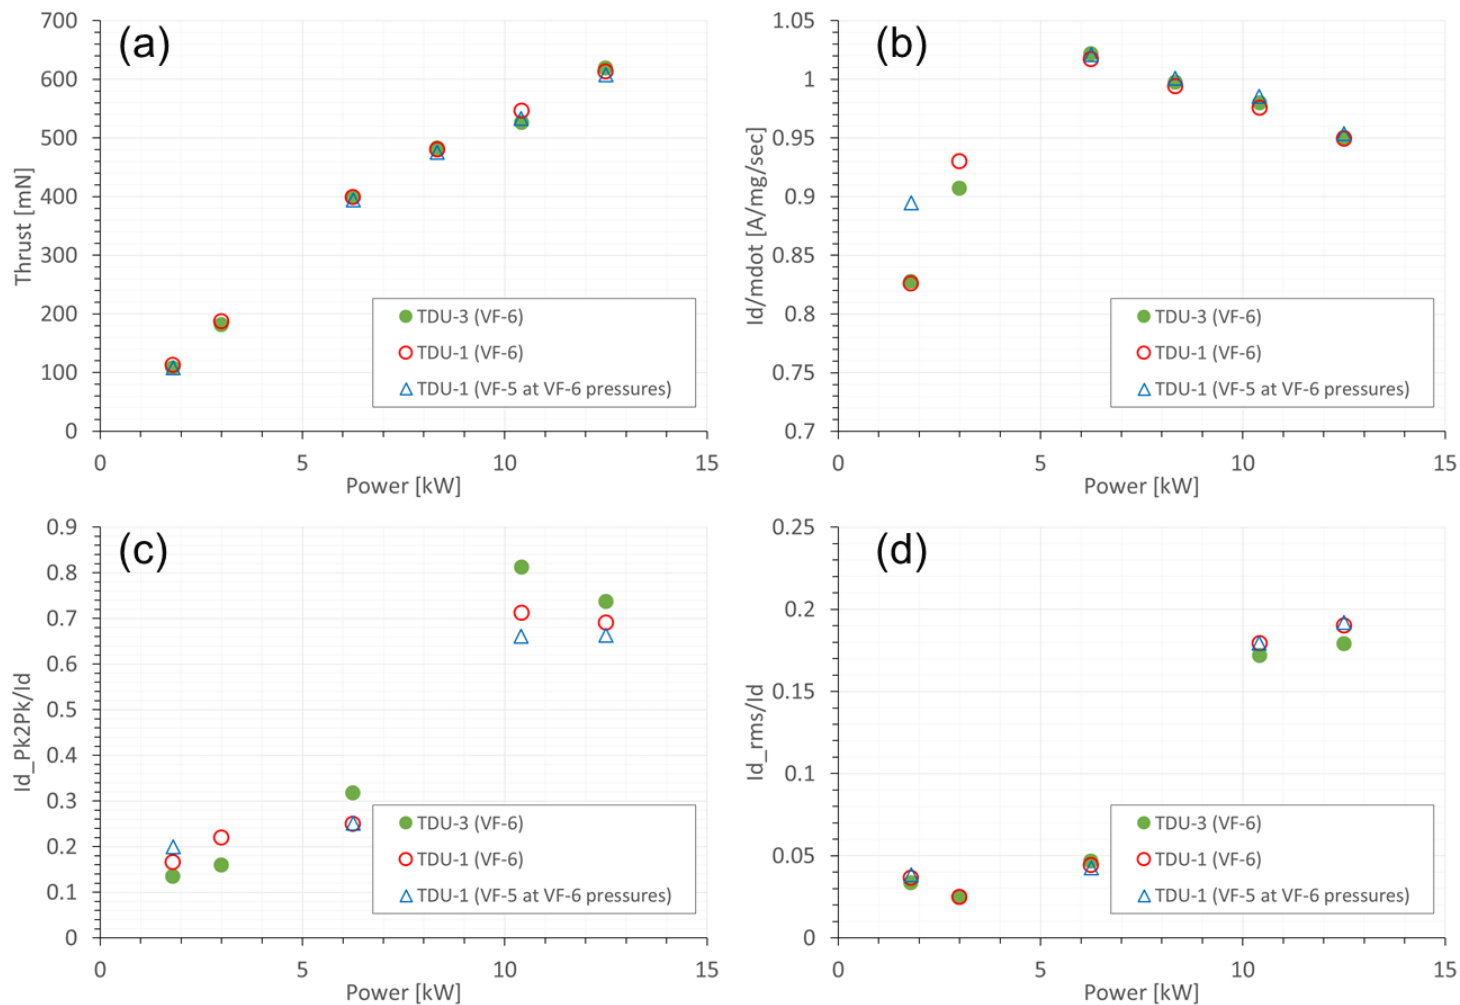 (a)
Thrust [mN]
700
600
500
400
300
200
100
0
TDU-3 (VF-6)
TDU-1 (VF-6)
TDU-1 (VF-5 at VF-6 pressures)
0 5 10 15
Power [kW]
(b)
Id/mdot [A/mg/sec]
1.05
1
0.95
0.9
0.85
0.8
0.75
0.7
TDU-3 (VF-6)
TDU-1 (VF-6)
TDU-1 (VF-5 at VF-6 pressures)
0 5 10 15
Power [kW]
(c)
Id_Pk2Pk/Id
0.9
0.8
0.7
0.6
0.5
0.4
0.3
0.2
0.1
0
TDU-3 (VF-6)
TDU-1 (VF-6)
TDU-1 (VF-5 at VF-6 pressures)
0 5 10 15
Power [kW]
(d)
Id_rms/Id
0.25
0.2
0.15
0.1
0.05
0
TDU-3 (VF-6)
TDU-1 (VF-6)
TDU-1 (VF-5 at VF-6 pressures)
0 5 10 15
Power [kW]